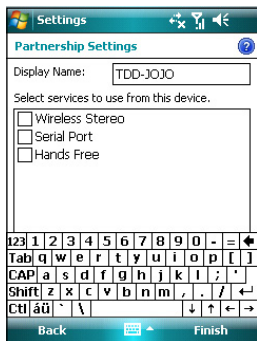 Settings
Partnership Settings ?
Display Name: TDD-JOJO
Select services to use from this device.
Wireless Stereo
Serial Port
Hands Free
123 1 2 3 4 5 6 7 8 9 0 - = ←
Tab q w e r t y u i o p [ ]
CAP a s d f g h j k l ; '
Shift z x c v b n m , . / ↵
Ctl áü ` \ ↓ ↑ ← →
Back Finish